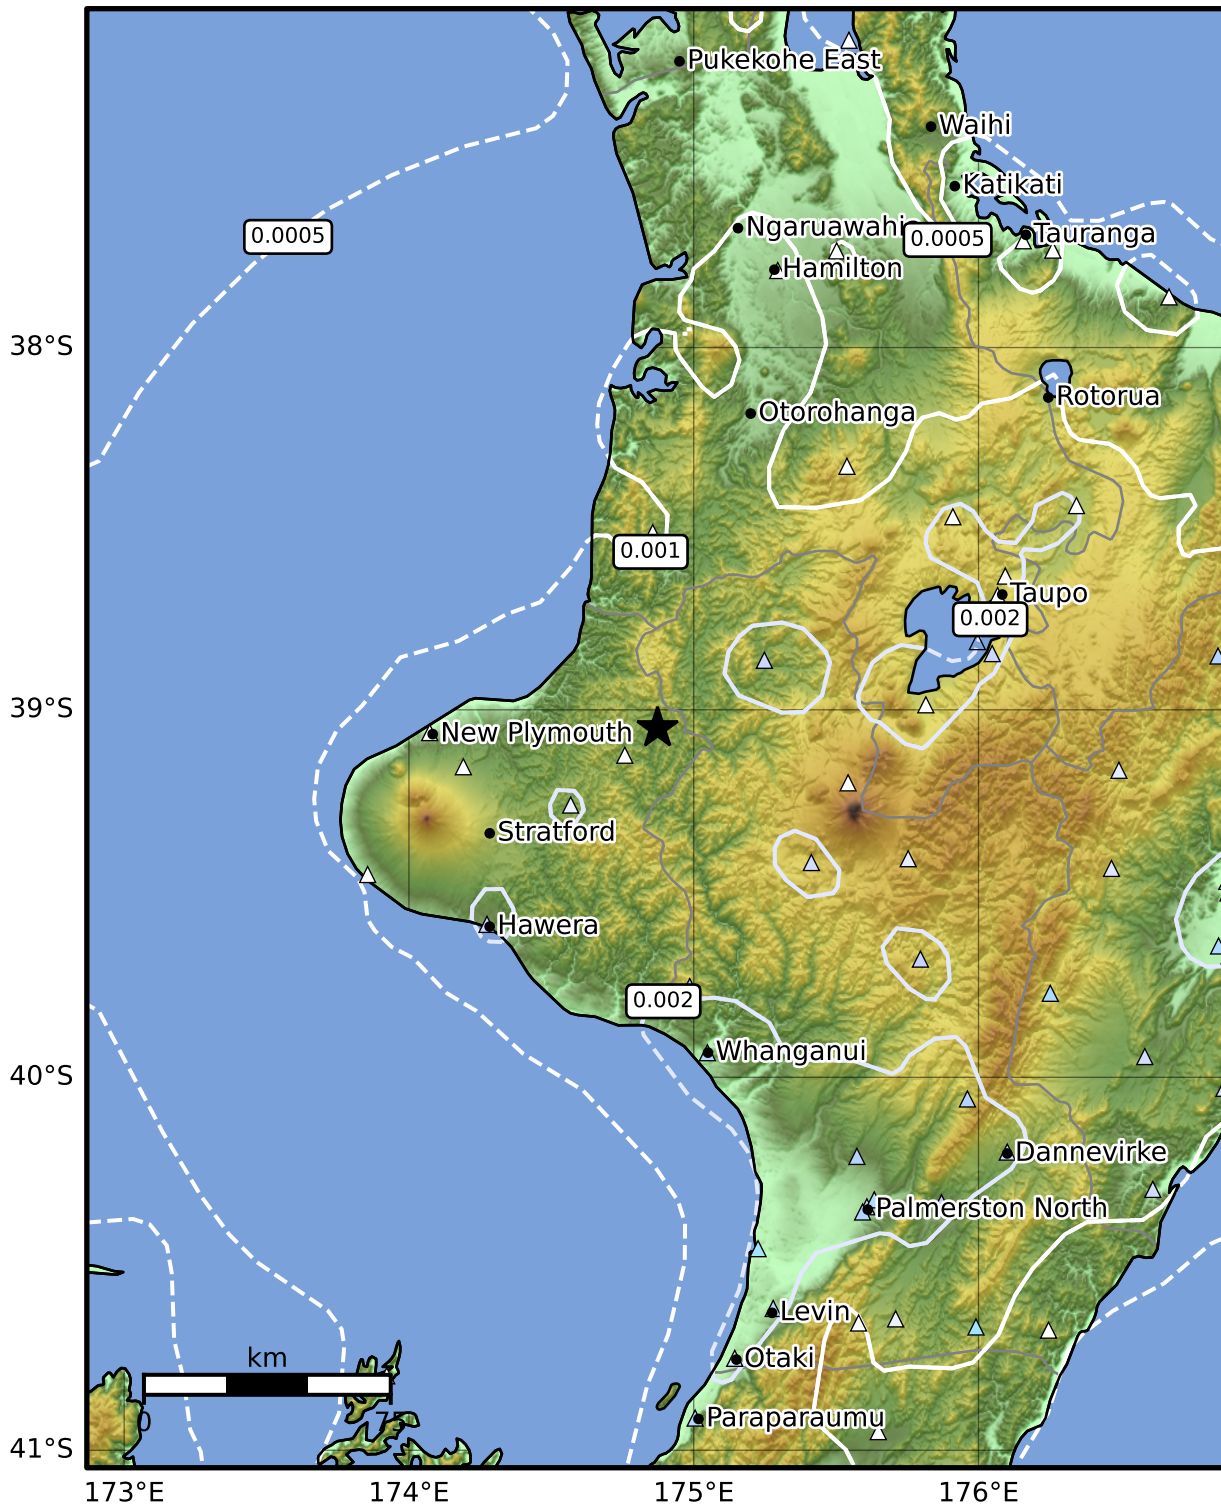 Pukekohe East
Waihi
Katikati
Ngaruawahia
0.0005
0.0005
Tauranga
Hamilton
38°S
Rotorua
Otorohanga
0.001
Taupo
0.002
39°S
New Plymouth
Stratford
Hawera
0.002
Whanganui
40°S
Dannevirke
Palmerston North
Levin
km
Otaki
0
75
Paraparaumu
41°S
173°E
174°E
175°E
176°E